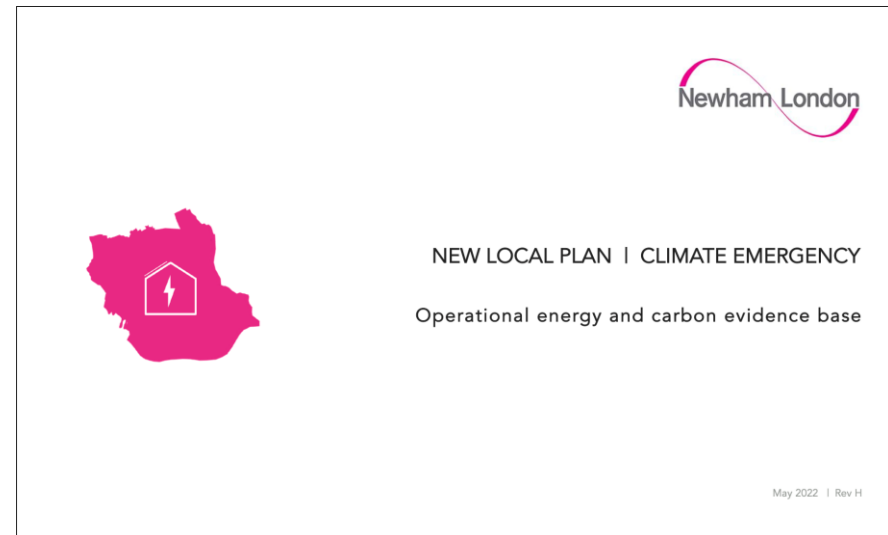 Newham London
NEW LOCAL PLAN | CLIMATE EMERGENCY
Operational energy and carbon evidence base
May 2022 | Rev H